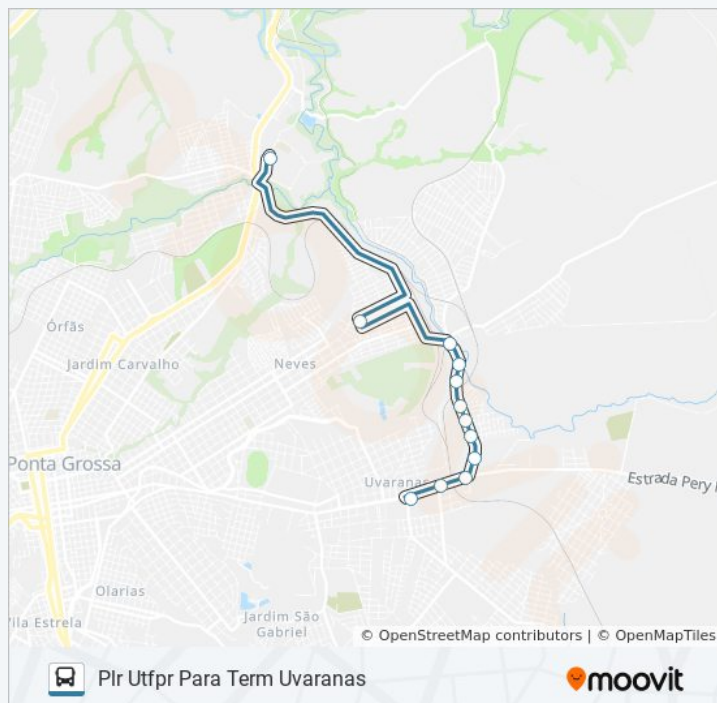 Órfãs
Jardim Carvalho
Neves
Ponta Grossa
Uvaranas
Estrada Pery
Olarias
Vila Estrela
Jardim São
Gabriel
© OpenStreetMap contributors | © OpenMapTiles
Plr Utfpr Para Term Uvaranas
moovit